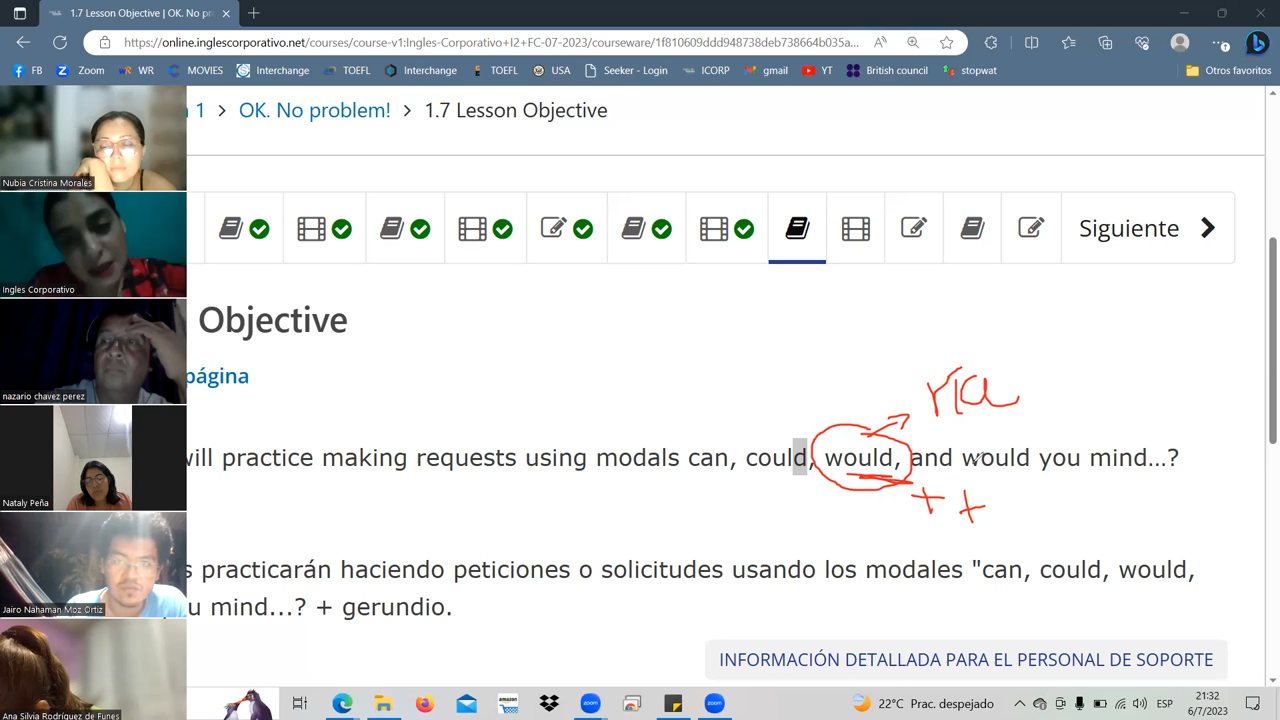 1.7 Lesson Objective | OK. No pr
https://online.inglescorporativo.net/courses/course-v1:Ingles-Corporativo+I2+FC-07-2023/courseware/1f810609ddd948738deb738664b035a...
FB Zoom WR MOVIES Interchange TOEFL Interchange TOEFL USA Seeker - Login ICORP gmail YT British council stopwat Otros favoritos
1 > OK. No problem! > 1.7 Lesson Objective
Nubia Cristina Morales
Siguiente
Ingles Corporativo
Objective
página
nazario chavez perez
will practice making requests using modals can, could, would, and would you mind...?
+ +
Nataly Peña
s practicarán haciendo peticiones o solicitudes usando los modales "can, could, would,
u mind...? + gerundio.
Jairo Nahaman Moz Ortiz
INFORMACIÓN DETALLADA PARA EL PERSONAL DE SOPORTE
Ana Silvia Rodríguez de Funes
22°C Prac. despejado ESP 21:32
6/7/2023